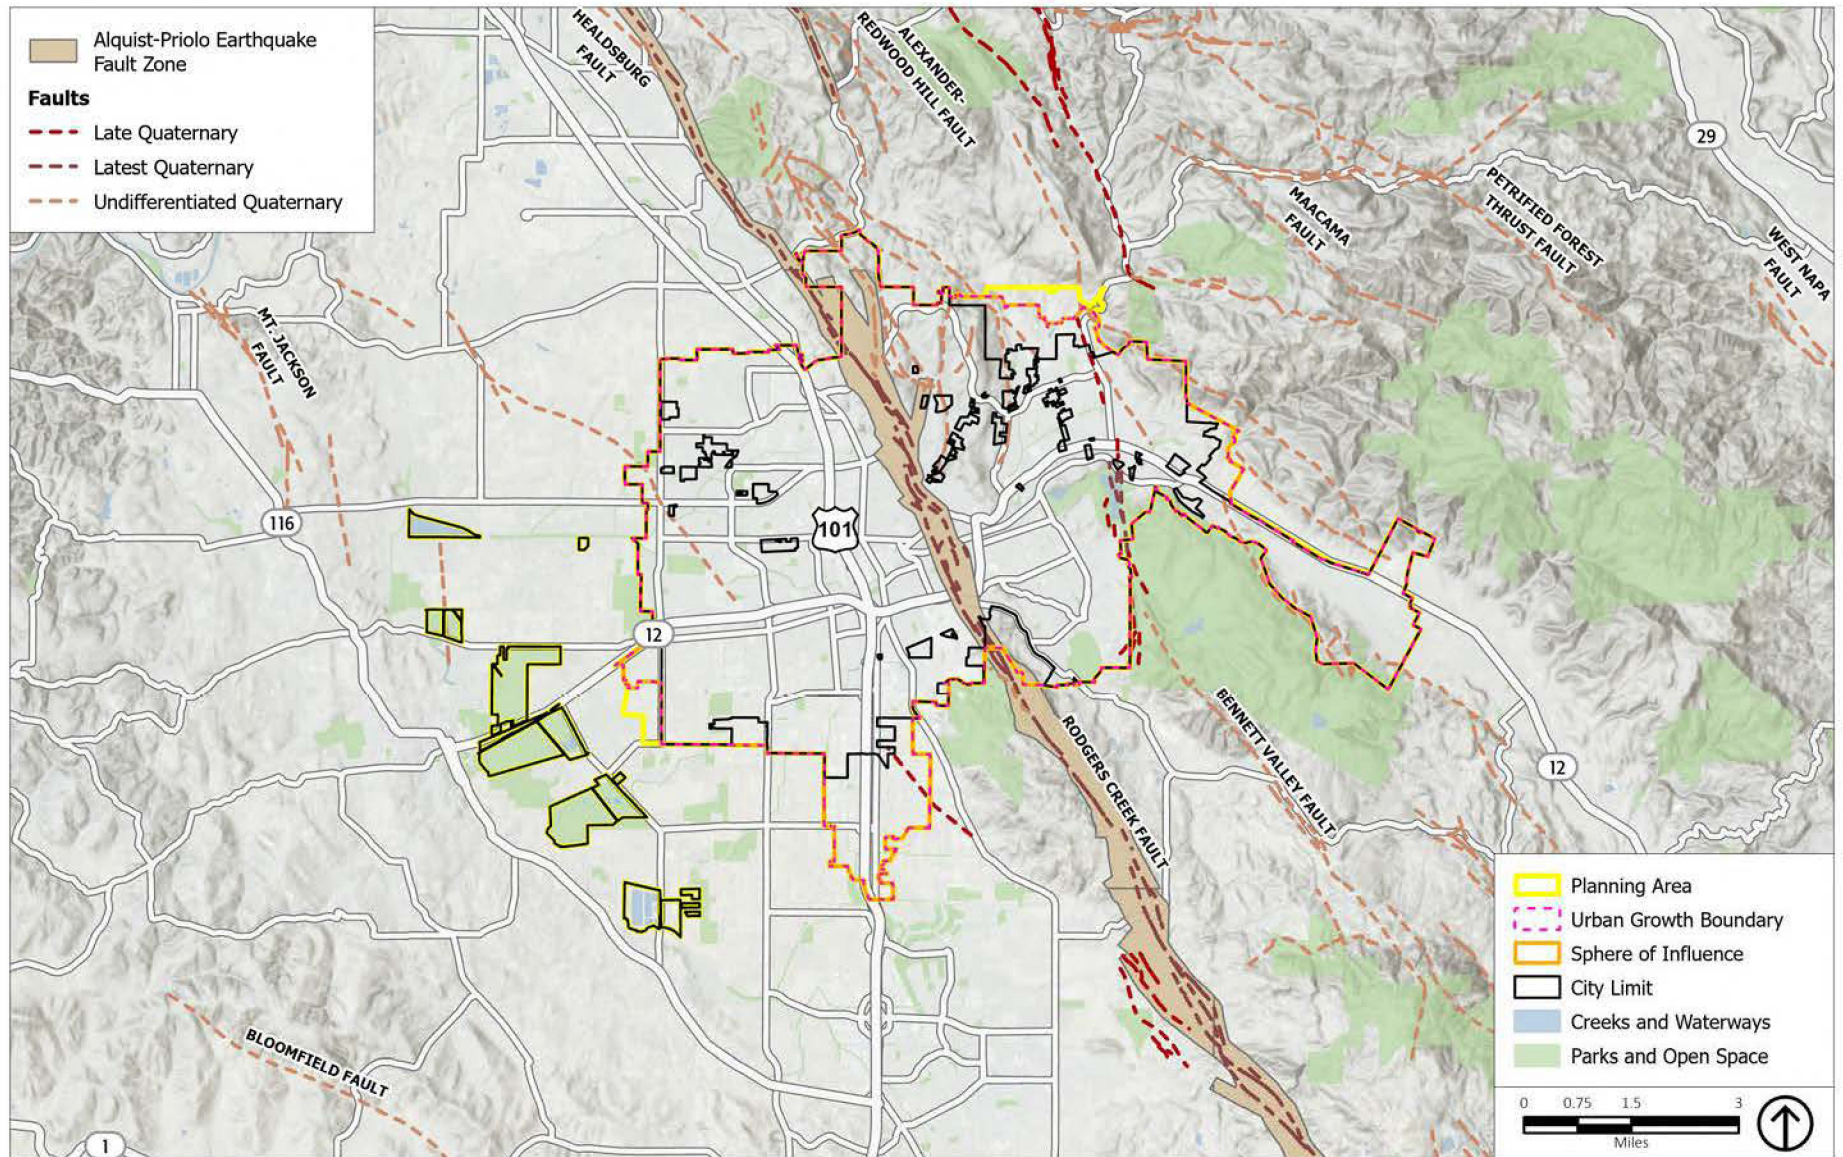 Alquist-Priolo Earthquake
Fault Zone
Faults
Late Quaternary
Latest Quaternary
Undifferentiated Quaternary
HEALDSBURG
FAULT
ALEXANDER-
REDWOOD HILL FAULT
29
MAACAMA
FAULT
PETRIFIED FOREST
THRUST FAULT
WEST NAPA
FAULT
MT. JACKSON
FAULT
116
101
12
BENNETT VALLEY FAULT
RODGERS CREEK FAULT
12
BLOOMFIELD FAULT
1
Planning Area
Urban Growth Boundary
Sphere of Influence
City Limit
Creeks and Waterways
Parks and Open Space
0 0.75 1.5 3
Miles